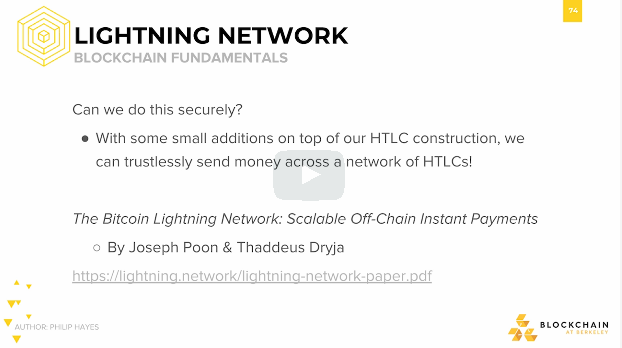 74
LIGHTNING NETWORK
BLOCKCHAIN FUNDAMENTALS
Can we do this securely?
● With some small additions on top of our HTLC construction, we
can trustlessly send money across a network of HTLCs!
The Bitcoin Lightning Network: Scalable Off-Chain Instant Payments
○ By Joseph Poon & Thaddeus Dryja
https://lightning.network/lightning-network-paper.pdf
AUTHOR: PHILIP HAYES
BLOCKCHAIN
AT BERKELEY